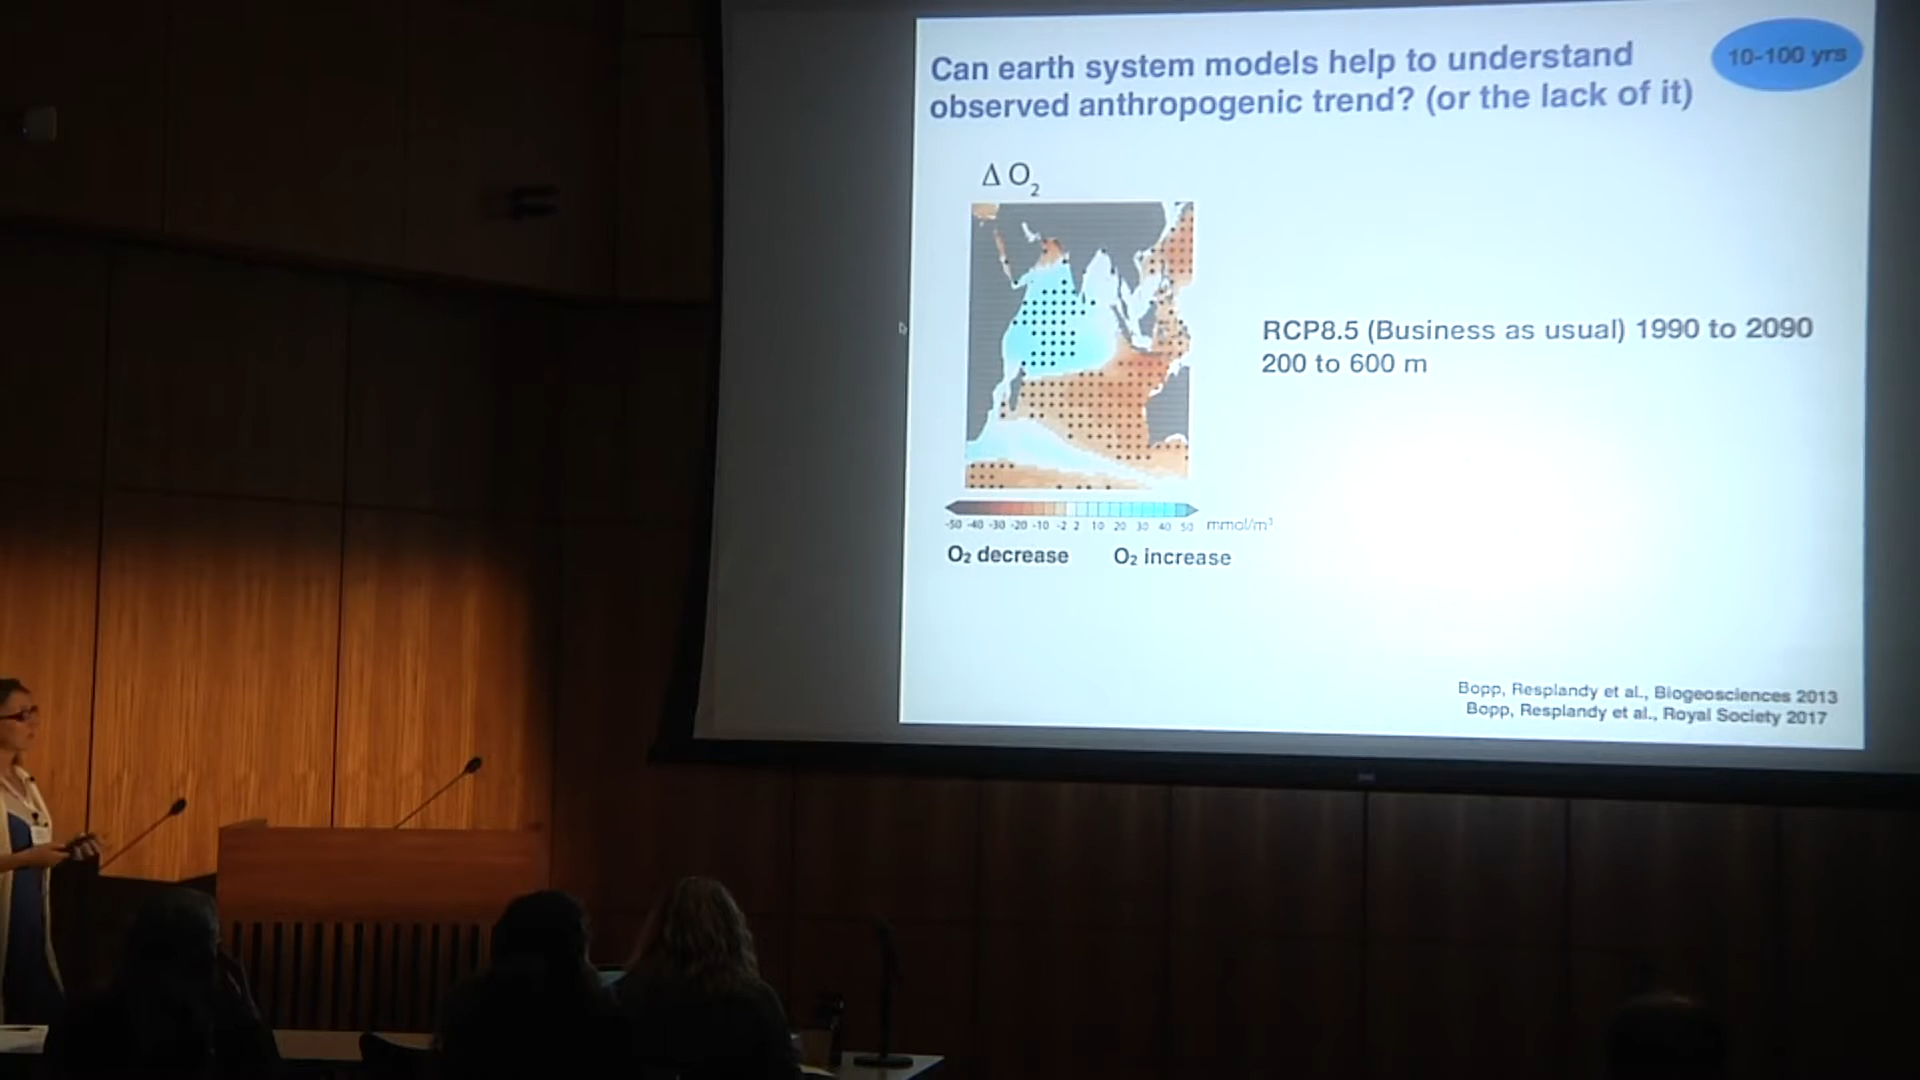 Can earth system models help to understand
observed anthropogenic trend? (or the lack of it)
10-100 yrs
Δ O2
RCP8.5 (Business as usual) 1990 to 2090
200 to 600 m
-50 -40 -30 -20 -10 -2 2 10 20 30 40 50 mmol/m³
O2 decrease O2 increase
Bopp, Resplandy et al., Biogeosciences 2013
Bopp, Resplandy et al., Royal Society 2017